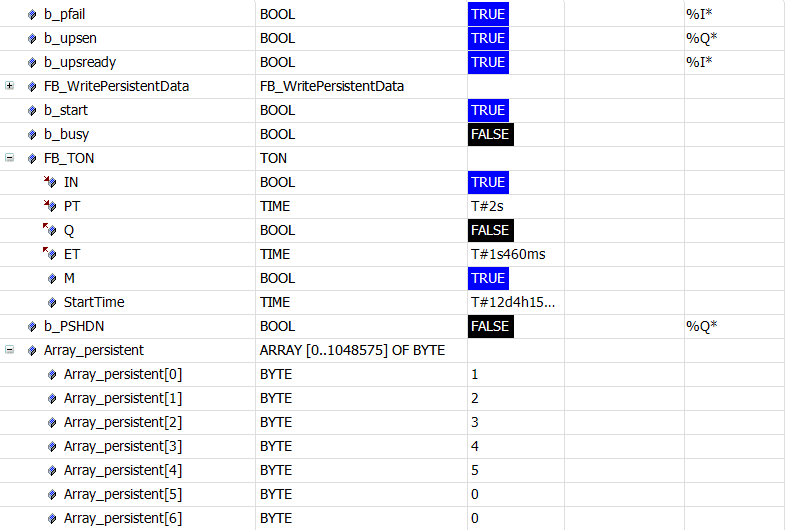 b_pfail BOOL TRUE %I*
b_upsen BOOL TRUE %Q*
b_upsready BOOL TRUE %I*
FB_WritePersistentData FB_WritePersistentData
b_start BOOL TRUE
b_busy BOOL FALSE
FB_TON TON
IN BOOL TRUE
PT TIME T#2s
Q BOOL FALSE
ET TIME T#1s460ms
M BOOL TRUE
StartTime TIME T#12d4h15...
b_PSHDN BOOL FALSE %Q*
Array_persistent ARRAY [0..1048575] OF BYTE
Array_persistent[0] BYTE 1
Array_persistent[1] BYTE 2
Array_persistent[2] BYTE 3
Array_persistent[3] BYTE 4
Array_persistent[4] BYTE 5
Array_persistent[5] BYTE 0
Array_persistent[6] BYTE 0